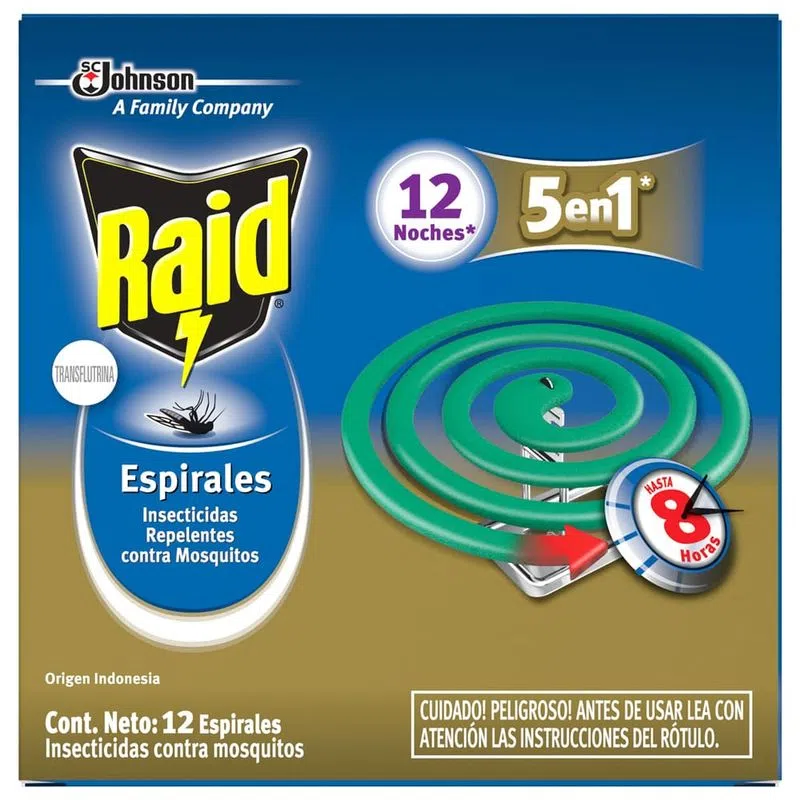 SC
Johnson
A Family Company
Raid
®
12
Noches*
5en1*
TRANSFLUTRINA
Espirales
Insecticidas
Repelentes
contra Mosquitos
HASTA
8
Horas
Origen Indonesia
Cont. Neto: 12 Espirales
Insecticidas contra mosquitos
CUIDADO! PELIGROSO! ANTES DE USAR LEA CON
ATENCIÓN LAS INSTRUCCIONES DEL RÓTULO.